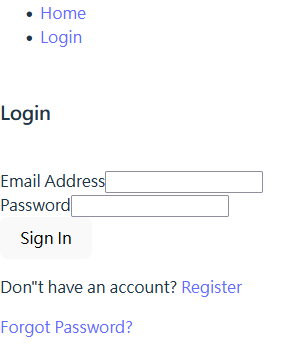 Home
Login
Login
Email Address
Password
Sign In
Don"t have an account? Register
Forgot Password?